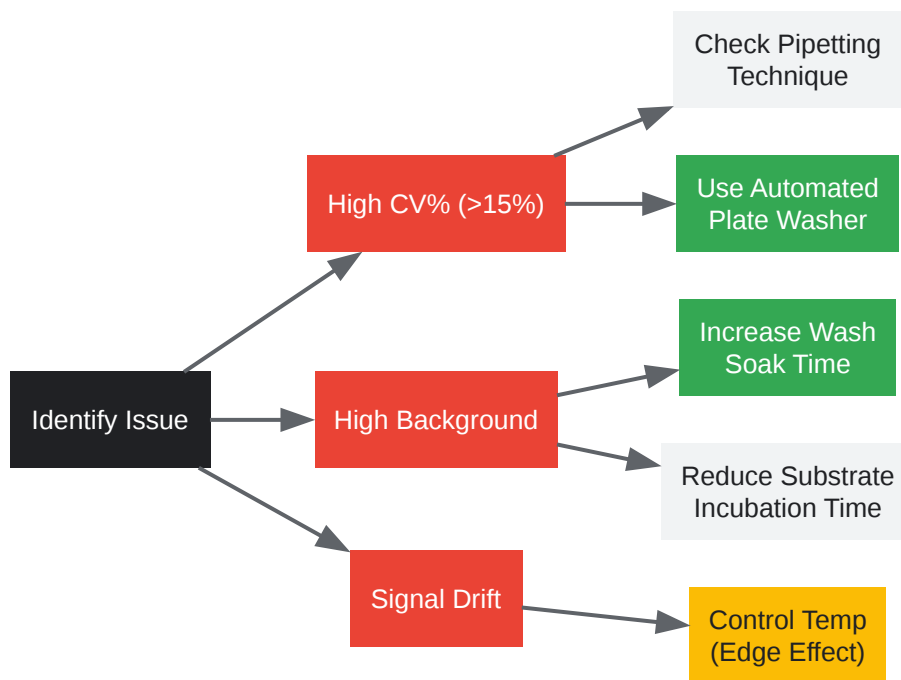 Check Pipetting
Technique
High CV% (>15%)
Use Automated
Plate Washer
Increase Wash
Soak Time
Identify Issue
High Background
Reduce Substrate
Incubation Time
Signal Drift
Control Temp
(Edge Effect)